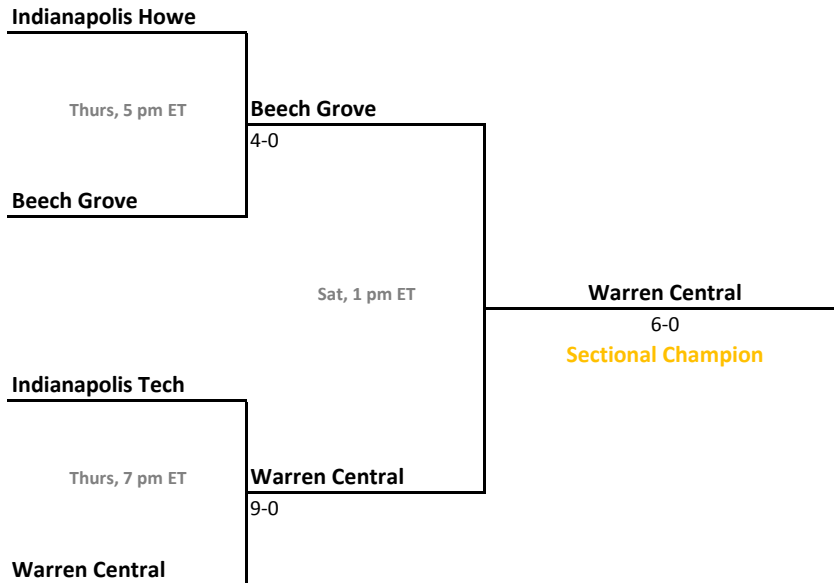 Indianapolis Howe
Thurs, 5 pm ET
Beech Grove
4-0
Beech Grove
Sat, 1 pm ET
Warren Central
6-0
Sectional Champion
Indianapolis Tech
Thurs, 7 pm ET
Warren Central
9-0
Warren Central